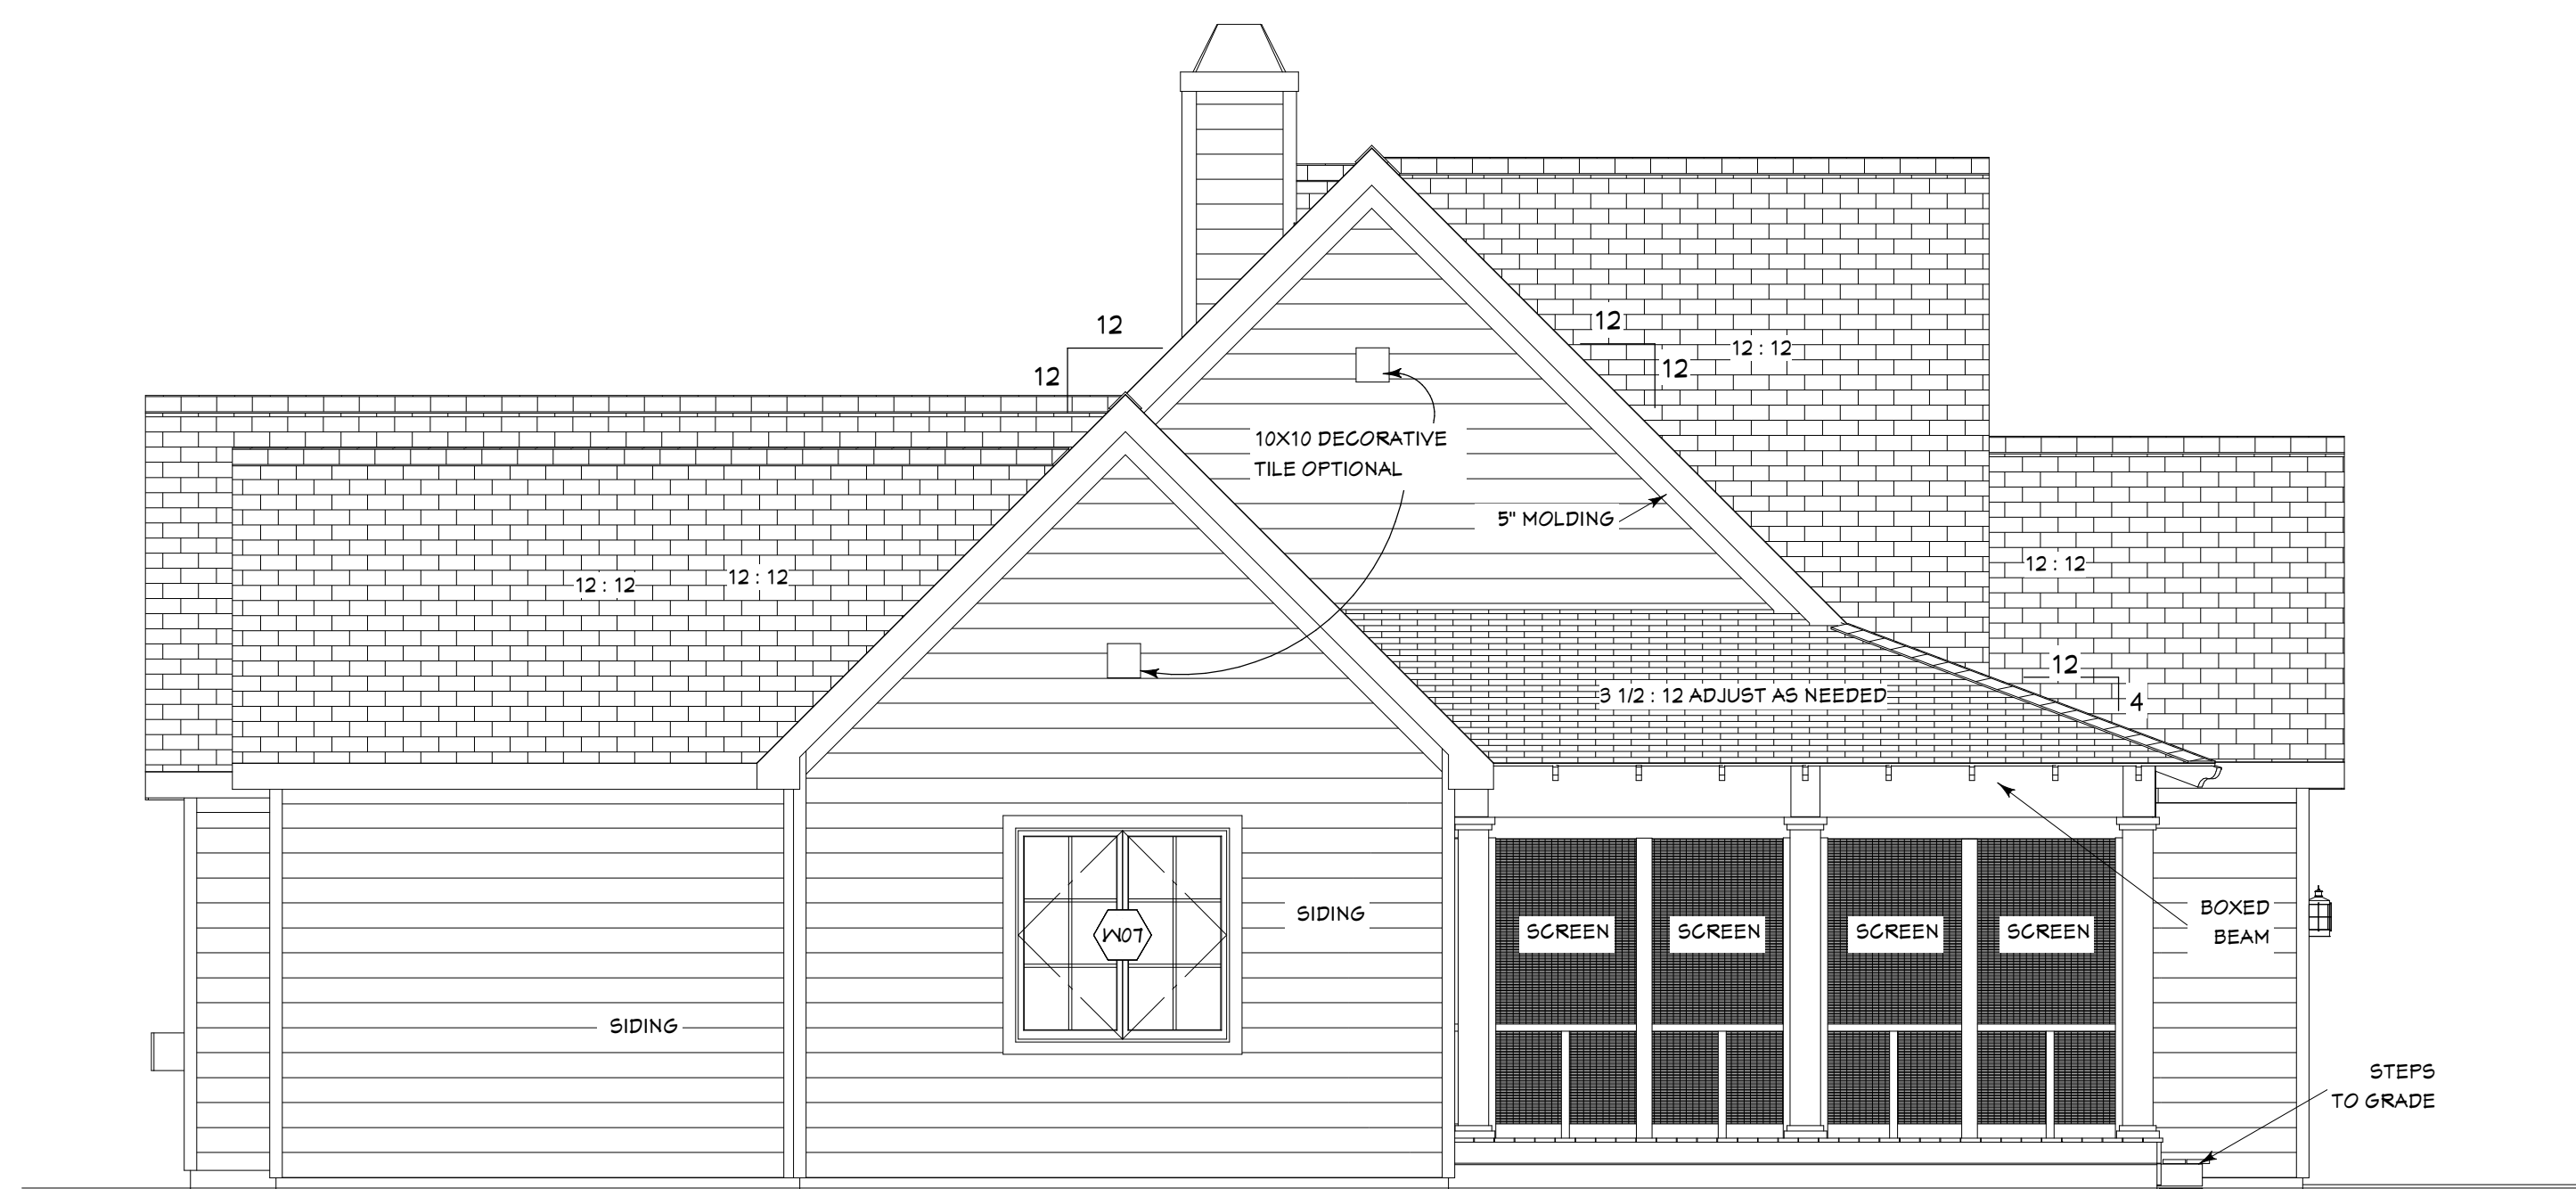 12
12
12
12
12 : 12
10X10 DECORATIVE
TILE OPTIONAL
5" MOLDING
12 : 12
12 : 12
12 : 12
12
4
3 1/2 : 12 ADJUST AS NEEDED
SIDING
SIDING
W07
SCREEN
SCREEN
SCREEN
SCREEN
BOXED
BEAM
STEPS
TO GRADE